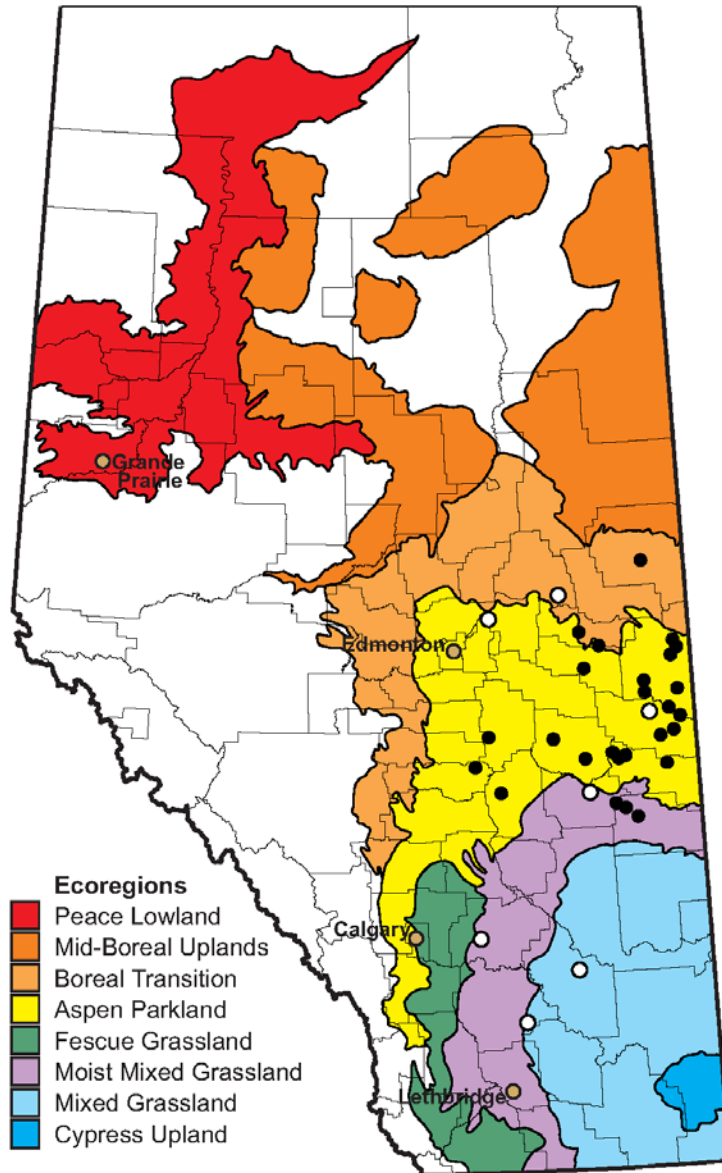 Grande
Prairie
Edmonton
Calgary
Lethbridge
Ecoregions
Peace Lowland
Mid-Boreal Uplands
Boreal Transition
Aspen Parkland
Fescue Grassland
Moist Mixed Grassland
Mixed Grassland
Cypress Upland